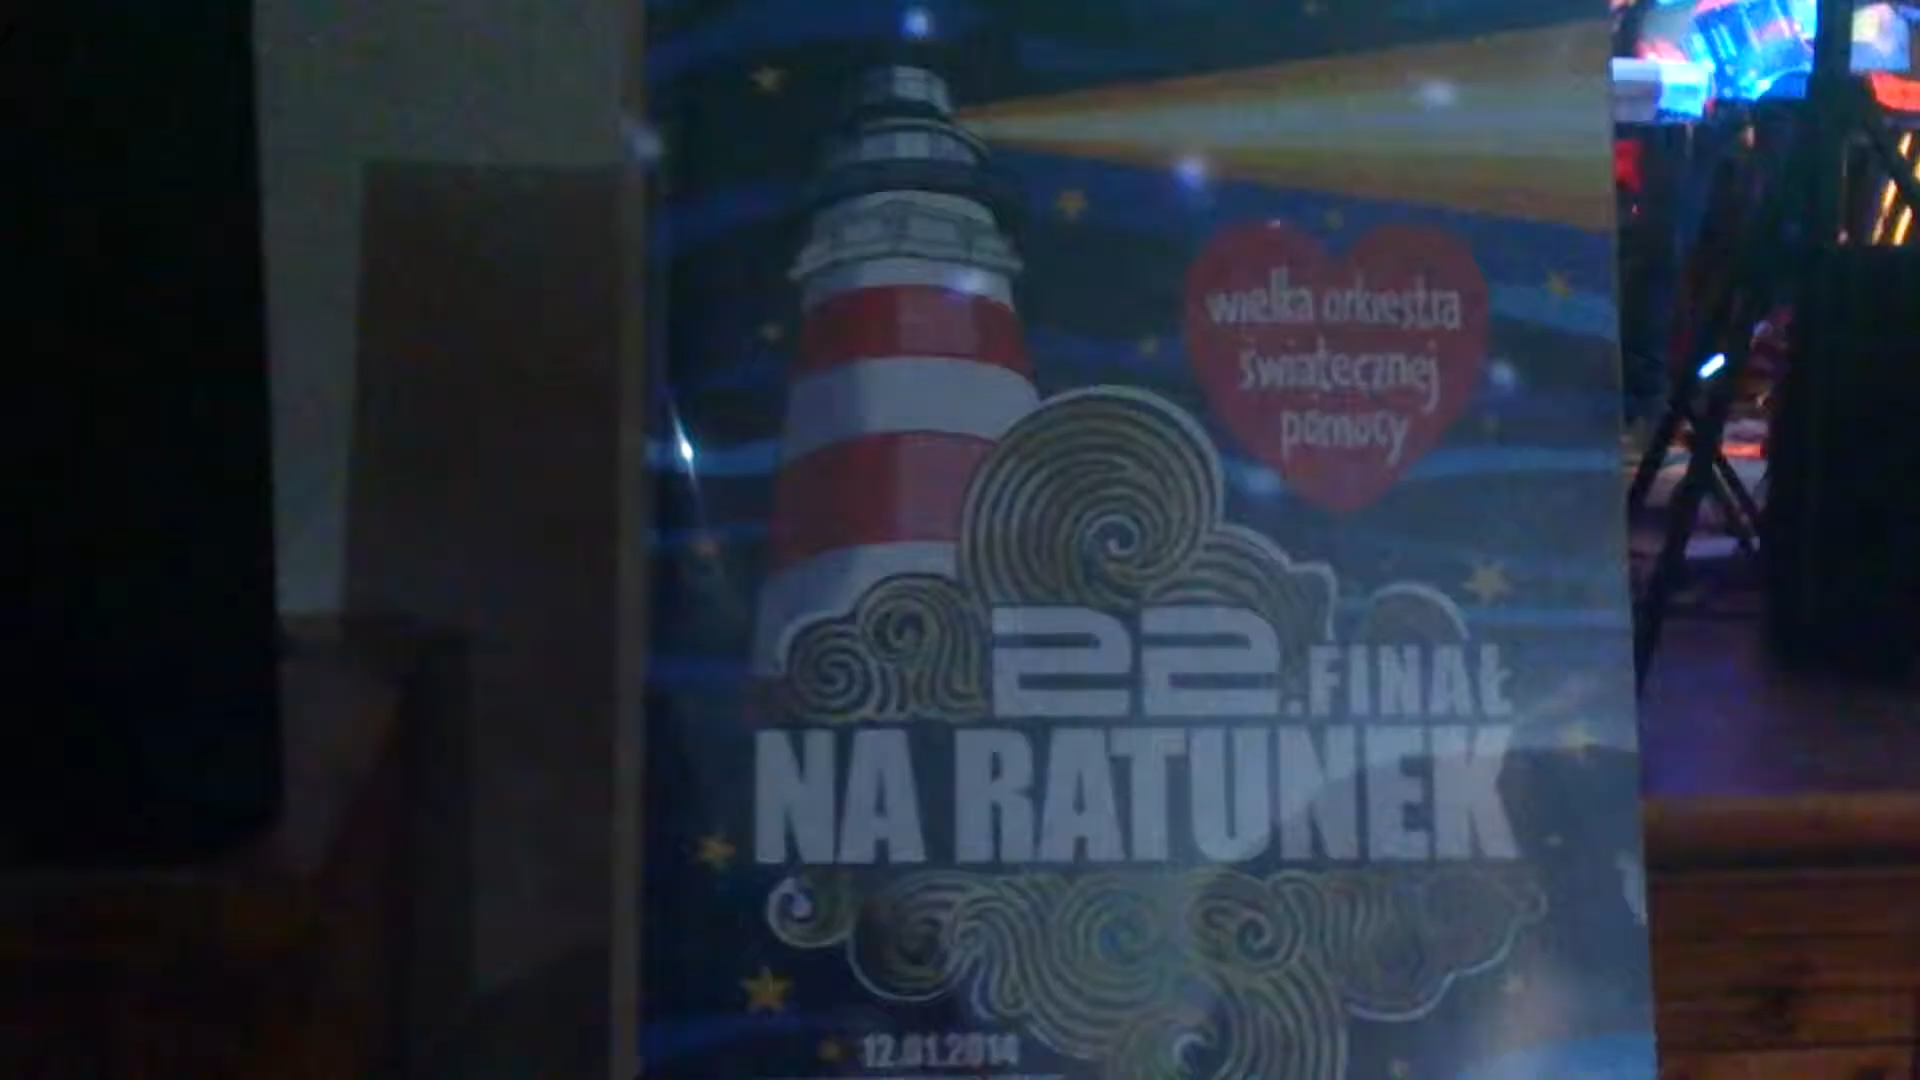 wielka orkiestra
świątecznej
pomocy
22.FINAŁ
NA RATUNEK
12.01.2014